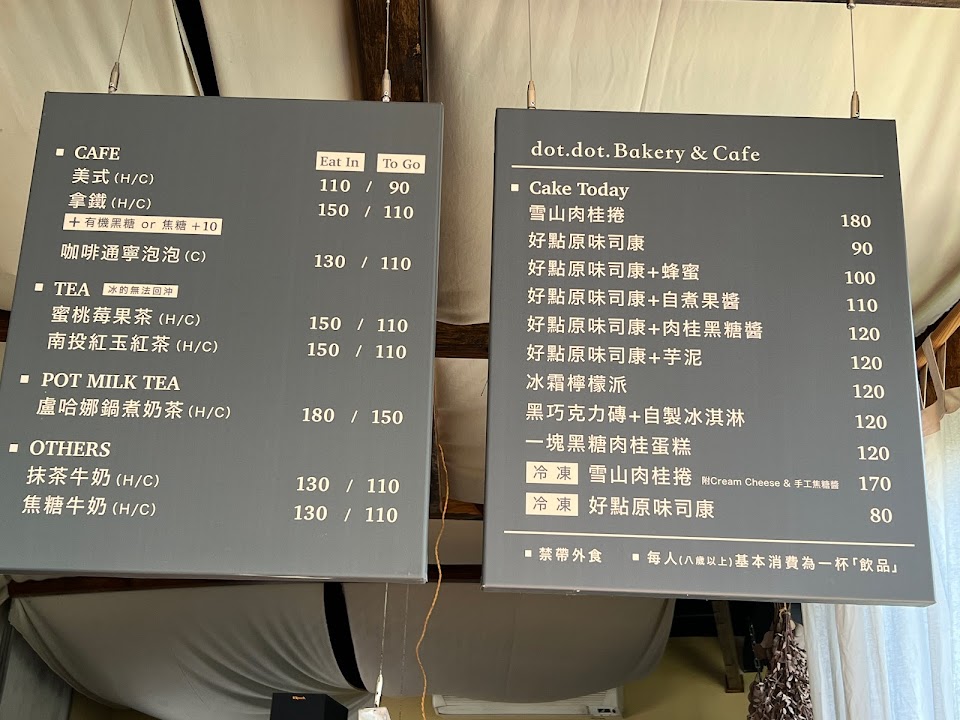 ■ CAFE Eat In To Go
美式 (H/C) 110 / 90
拿鐵 (H/C) 150 / 110
＋有機黑糖 or 焦糖 +10
咖啡通寧泡泡 (C) 130 / 110
■ TEA 冰的無法回沖
蜜桃莓果茶 (H/C) 150 / 110
南投紅玉紅茶 (H/C) 150 / 110
■ POT MILK TEA
盧哈娜鍋煮奶茶 (H/C) 180 / 150
■ OTHERS
抹茶牛奶 (H/C) 130 / 110
焦糖牛奶 (H/C) 130 / 110
dot.dot.Bakery & Cafe
■ Cake Today
雪山肉桂捲 180
好點原味司康 90
好點原味司康+蜂蜜 100
好點原味司康+自煮果醬 110
好點原味司康+肉桂黑糖醬 120
好點原味司康+芋泥 120
冰霜檸檬派 120
黑巧克力磚+自製冰淇淋 120
一塊黑糖肉桂蛋糕 120
冷凍 雪山肉桂捲 附Cream Cheese & 手工焦糖醬 170
冷凍 好點原味司康 80
■ 禁帶外食 ■ 每人(八歲以上)基本消費為一杯「飲品」
Klipsch